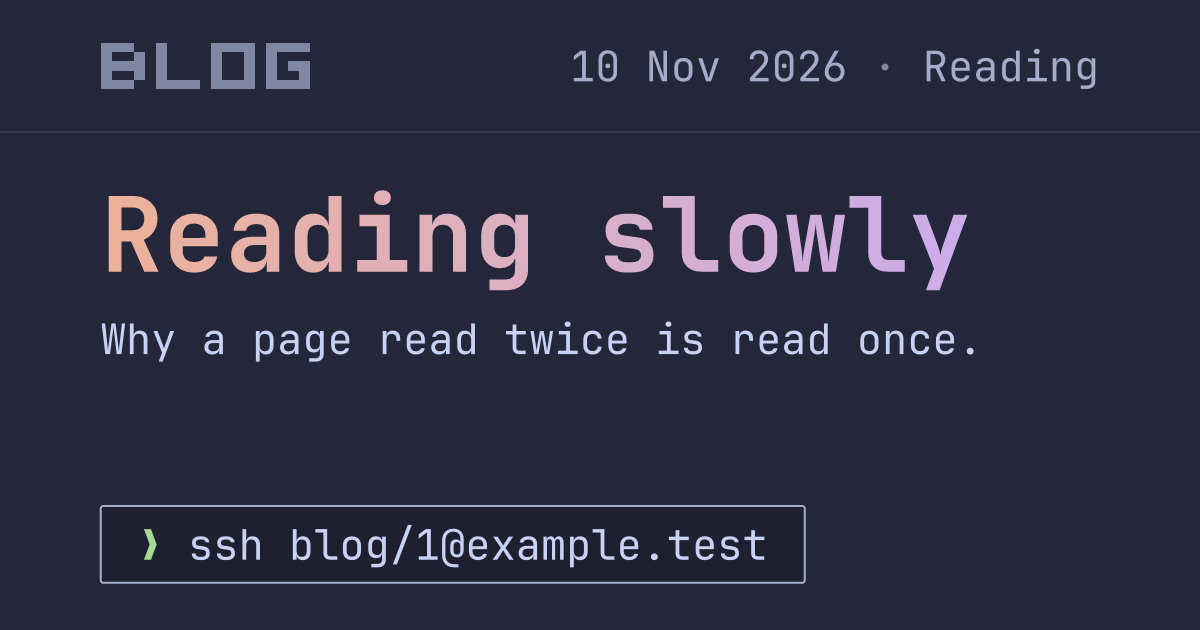 BLOG
10 Nov 2026 · Reading
Reading slowly
Why a page read twice is read once.
❯ ssh blog/1@example.test